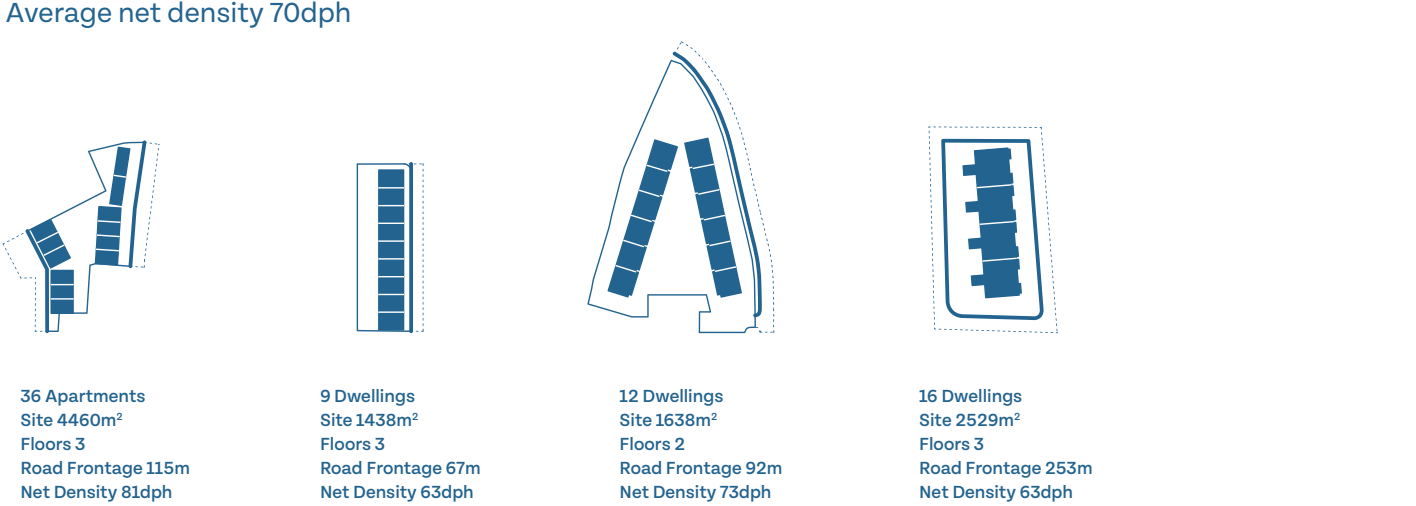 Average net density 70dph
36 Apartments
Site 4460m²
Floors 3
Road Frontage 115m
Net Density 81dph
9 Dwellings
Site 1438m²
Floors 3
Road Frontage 67m
Net Density 63dph
12 Dwellings
Site 1638m²
Floors 2
Road Frontage 92m
Net Density 73dph
16 Dwellings
Site 2529m²
Floors 3
Road Frontage 253m
Net Density 63dph